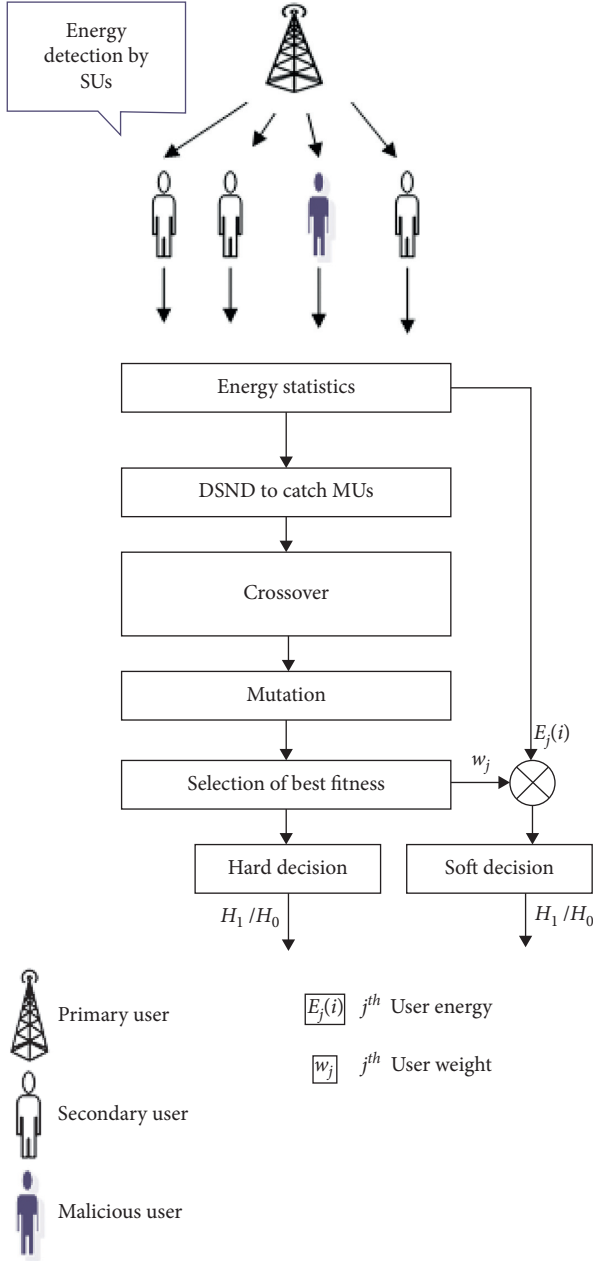 Energy
detection by
SUs
Energy statistics
DSND to catch MUs
Crossover
Mutation
E_j(i)
w_j
Selection of best fitness
Hard decision
Soft decision
H_1/H_0
H_1/H_0
Primary user
E_j(i) j^th User energy
w_j j^th User weight
Secondary user
Malicious user